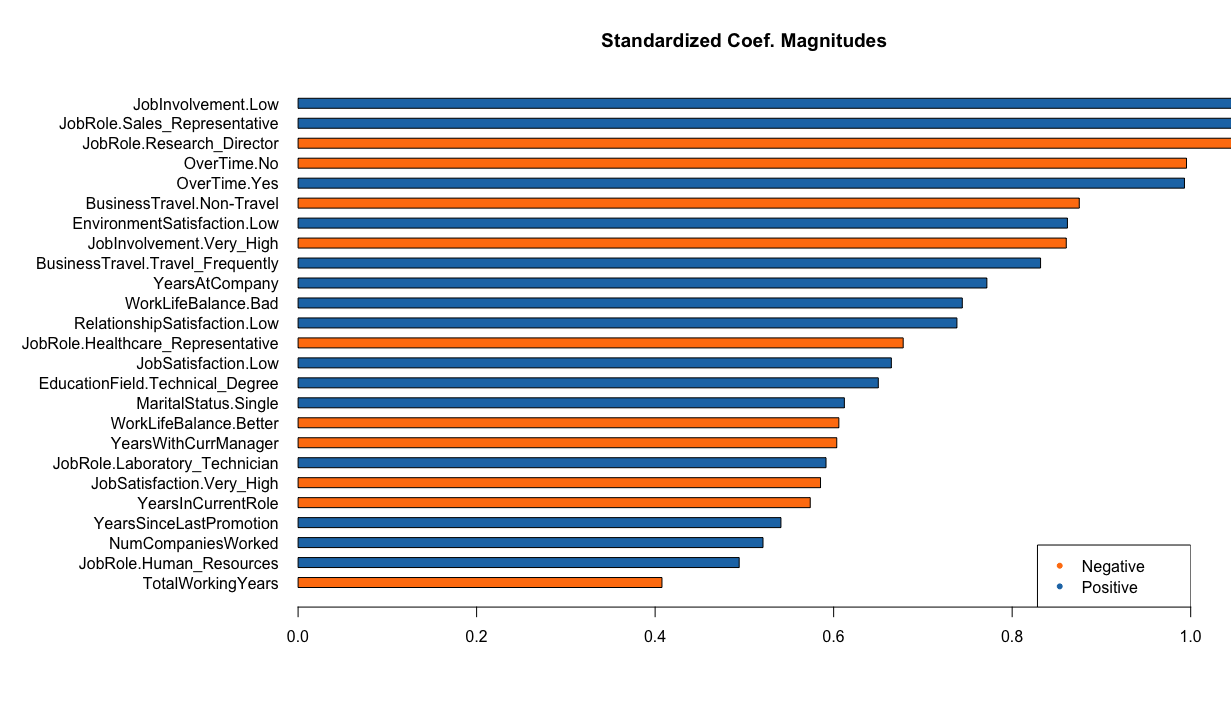 Standardized Coef. Magnitudes
JobInvolvement.Low
JobRole.Sales_Representative
JobRole.Research_Director
OverTime.No
OverTime.Yes
BusinessTravel.Non-Travel
EnvironmentSatisfaction.Low
JobInvolvement.Very_High
BusinessTravel.Travel_Frequently
YearsAtCompany
WorkLifeBalance.Bad
RelationshipSatisfaction.Low
JobRole.Healthcare_Representative
JobSatisfaction.Low
EducationField.Technical_Degree
MaritalStatus.Single
WorkLifeBalance.Better
YearsWithCurrManager
JobRole.Laboratory_Technician
JobSatisfaction.Very_High
YearsInCurrentRole
YearsSinceLastPromotion
NumCompaniesWorked
JobRole.Human_Resources
TotalWorkingYears
Negative
Positive
0.0 0.2 0.4 0.6 0.8 1.0